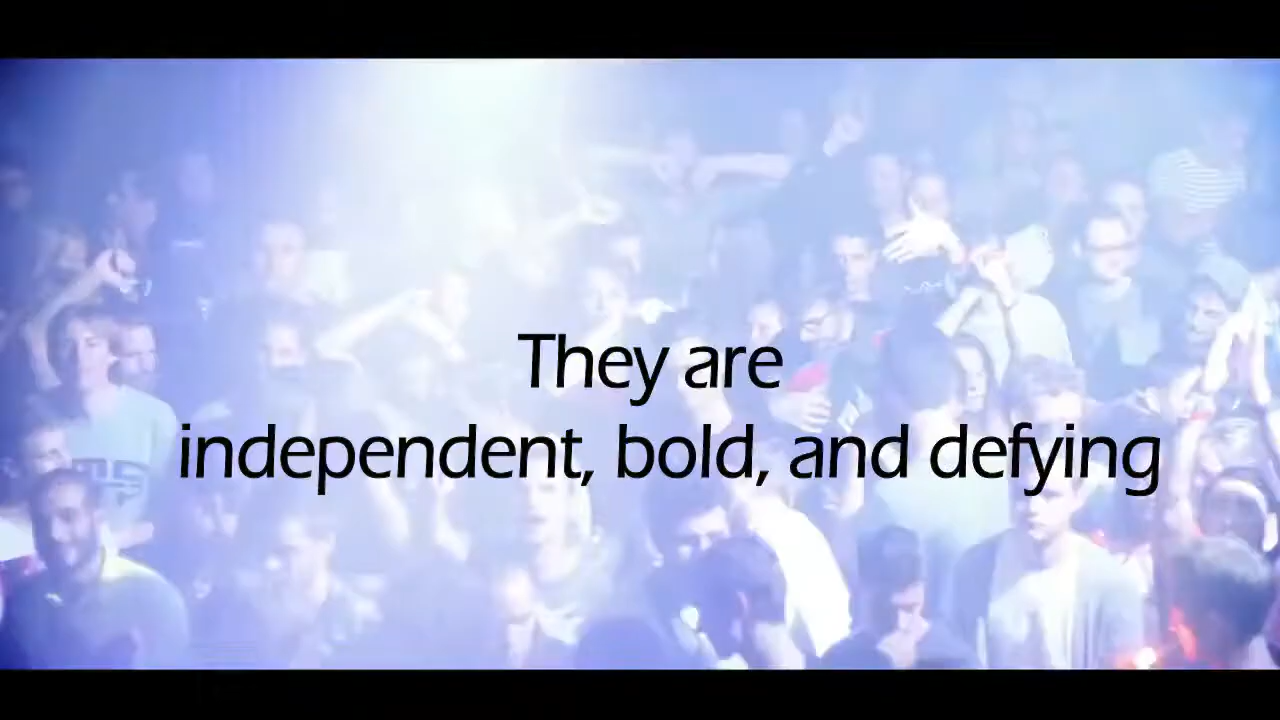 They are
independent, bold, and defying